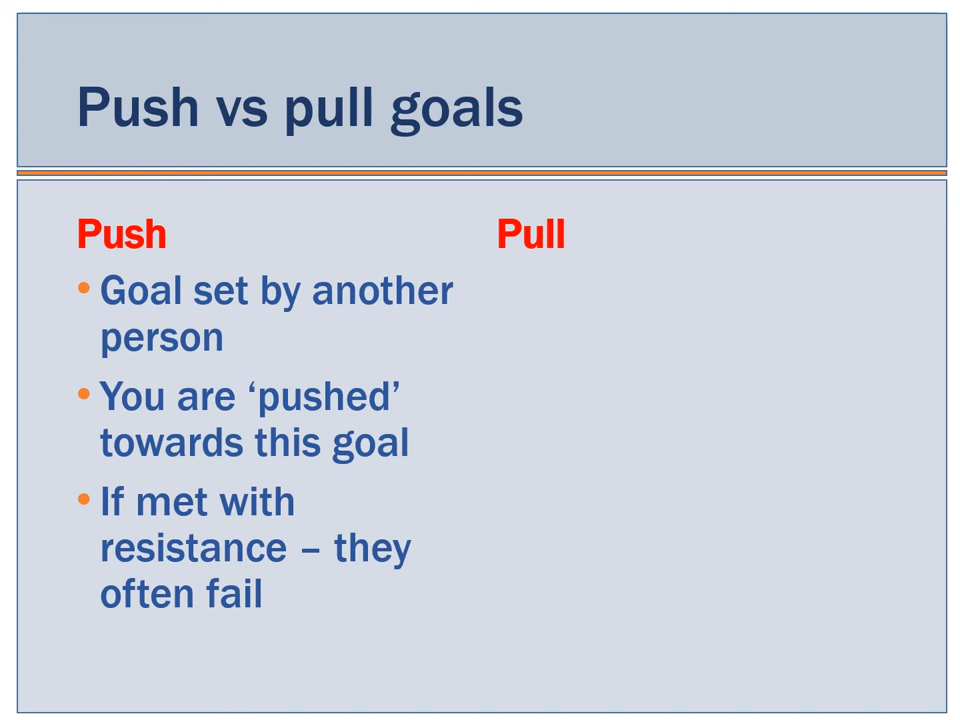 Push vs pull goals
Push
• Goal set by another
person
• You are ‘pushed’
towards this goal
• If met with
resistance – they
often fail
Pull